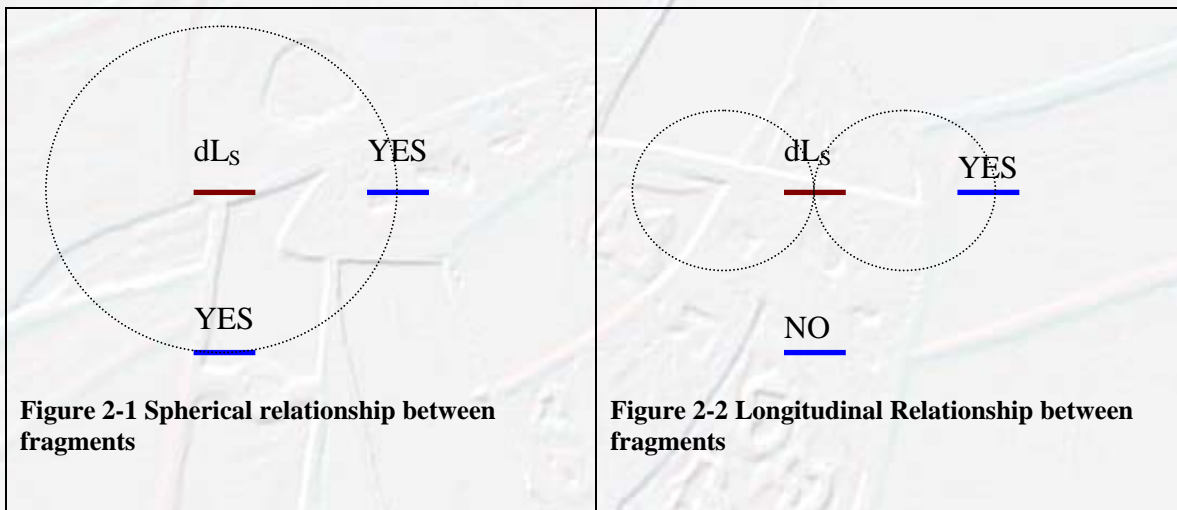 dLS
YES
YES
Figure 2-1 Spherical relationship between
fragments
dLS
YES
NO
Figure 2-2 Longitudinal Relationship between
fragments